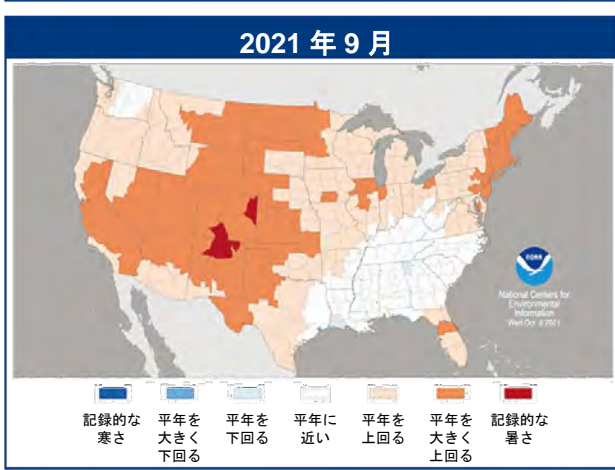 2021 年 9 月
National Centers for
Environmental
Information
Wed Oct 6 2021
記録的な
寒さ
平年を
大きく
下回る
平年を
下回る
平年に
近い
平年を
上回る
平年を
大きく
上回る
記録的な
暑さ